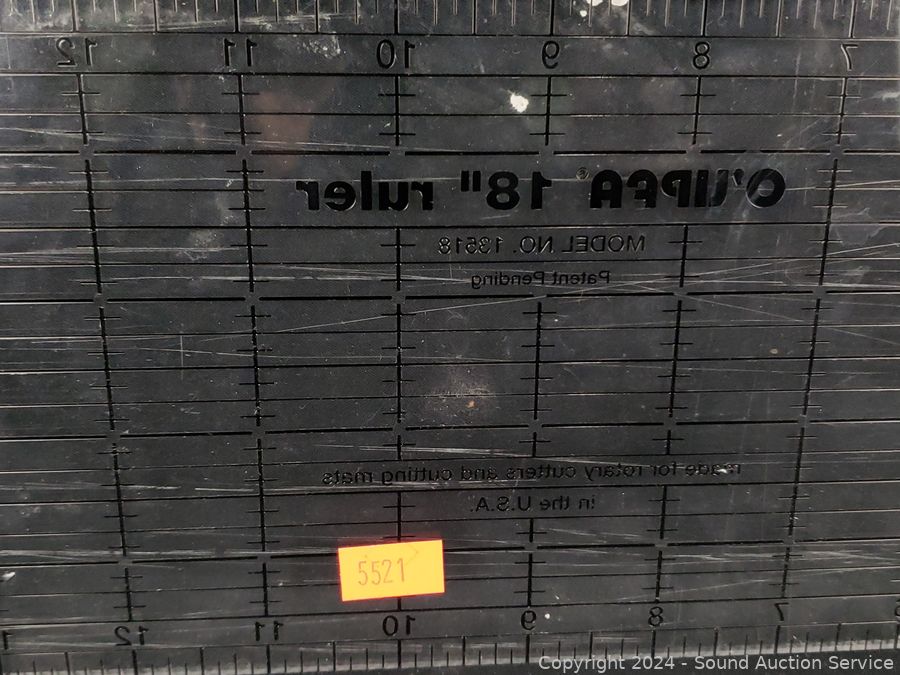 12 11 10 9 8 7
O'LIPFA® 18" ruler
MODEL NO. 13518
Patent Pending
made for rotary cutters and cutting mats
in the U.S.A.
5521
12 11 10 9 8 7
Copyright 2024 - Sound Auction Service